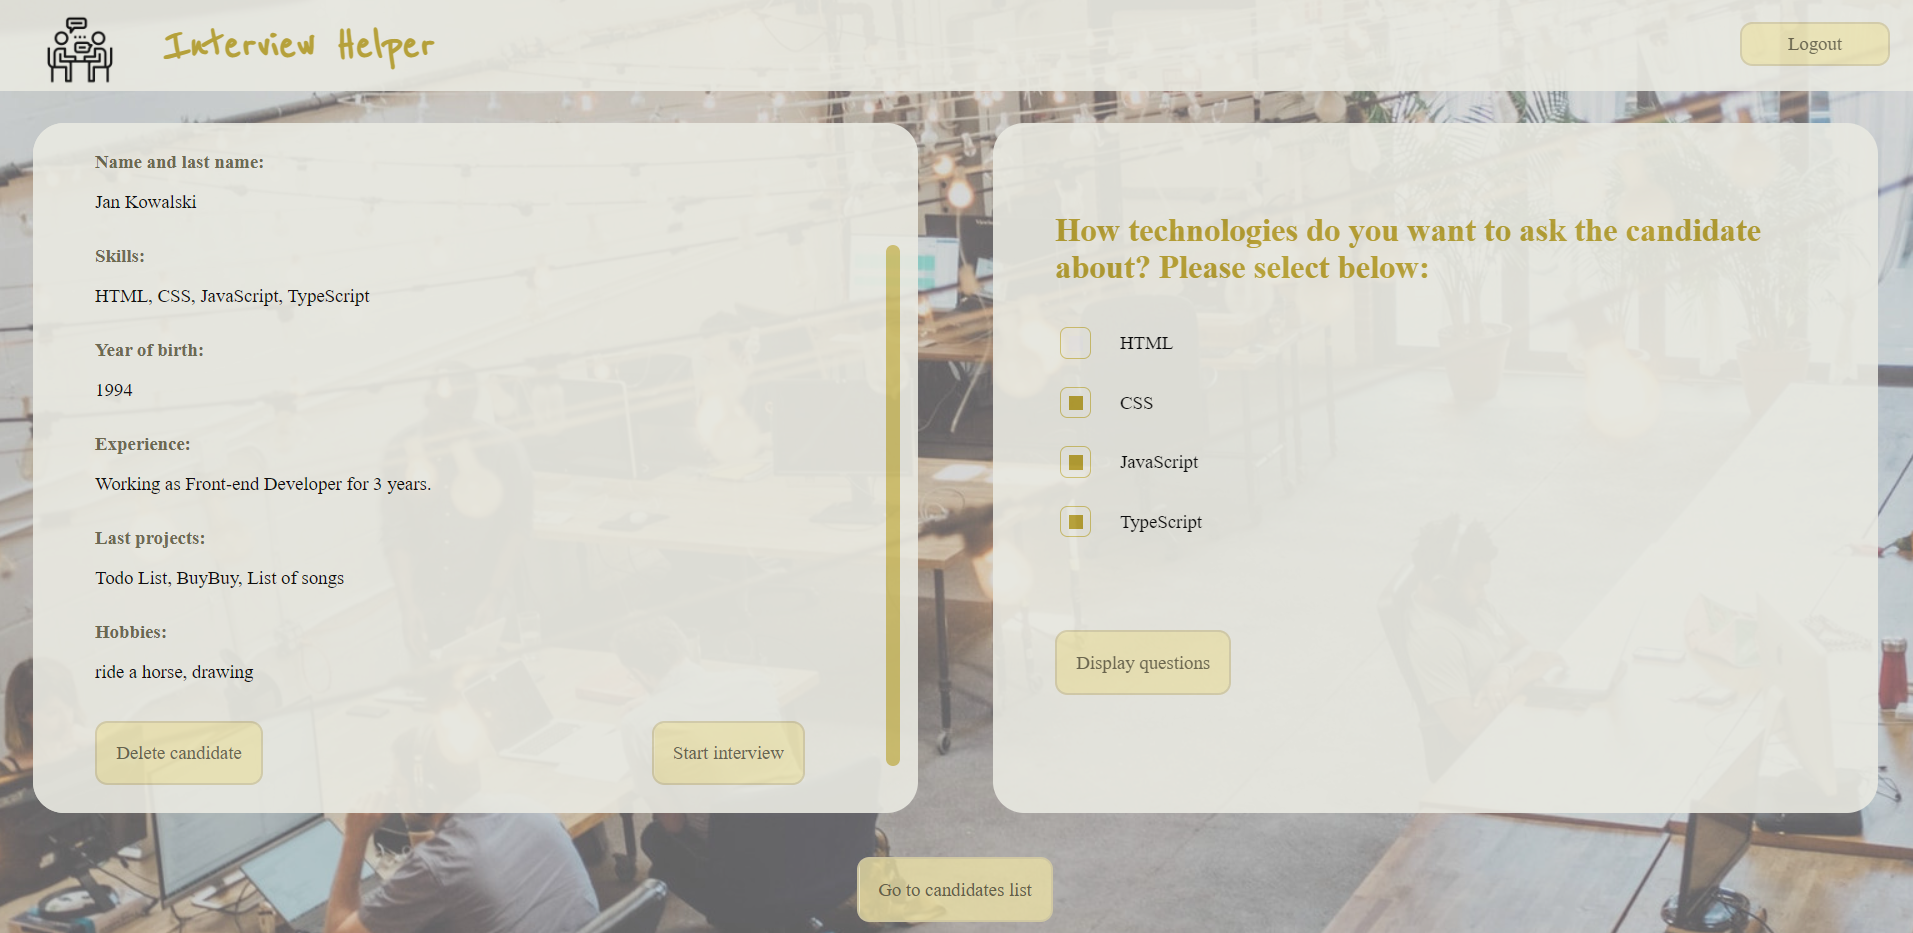 Interview Helper
Logout
Name and last name:
Jan Kowalski
Skills:
HTML, CSS, JavaScript, TypeScript
Year of birth:
1994
Experience:
Working as Front-end Developer for 3 years.
Last projects:
Todo List, BuyBuy, List of songs
Hobbies:
ride a horse, drawing
Delete candidate
Start interview
How technologies do you want to ask the candidate
about? Please select below:
HTML
CSS
JavaScript
TypeScript
Display questions
Go to candidates list